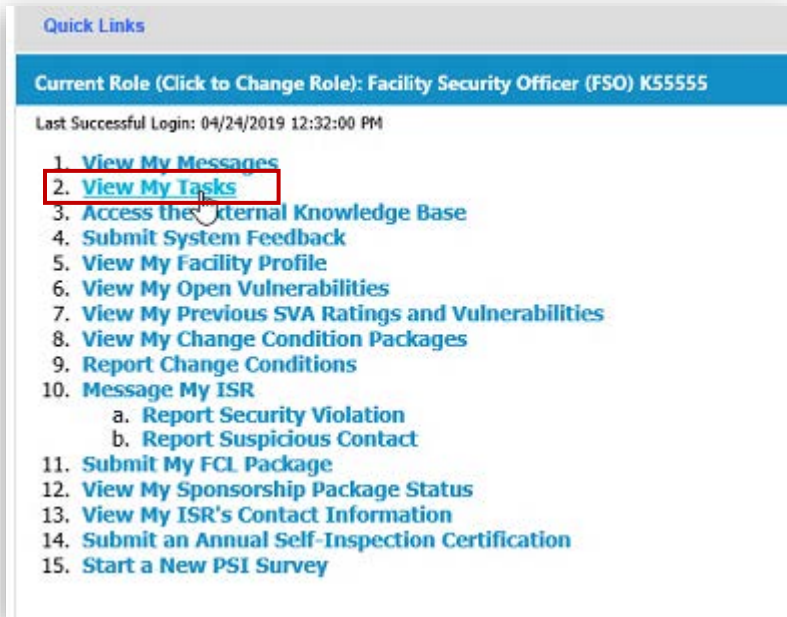 Quick Links
Current Role (Click to Change Role): Facility Security Officer (FSO) K55555
Last Successful Login: 04/24/2019 12:32:00 PM
1. View My Messages
2. View My Tasks
3. Access the External Knowledge Base
4. Submit System Feedback
5. View My Facility Profile
6. View My Open Vulnerabilities
7. View My Previous SVA Ratings and Vulnerabilities
8. View My Change Condition Packages
9. Report Change Conditions
10. Message My ISR
a. Report Security Violation
b. Report Suspicious Contact
11. Submit My FCL Package
12. View My Sponsorship Package Status
13. View My ISR's Contact Information
14. Submit an Annual Self-Inspection Certification
15. Start a New PSI Survey